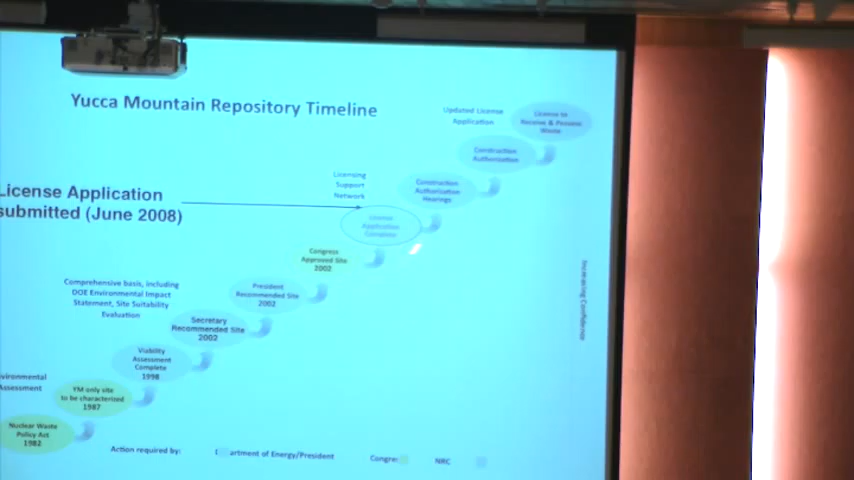 Yucca Mountain Repository Timeline
Updated License
Application
License to
Receive & Possess
Waste
Construction
Authorization
Licensing
Support
Network
Construction
Authorization
Hearings
License Application
submitted (June 2008)
License
Application
Complete
Congress
Approved Site
2002
Increasing Confidence
Comprehensive basis, including
DOE Environmental Impact
Statement, Site Suitability
Evaluation
President
Recommended Site
2002
Secretary
Recommended Site
2002
Viability
Assessment
Complete
1998
vironmental
Assessment
YM only site
to be characterized
1987
Nuclear Waste
Policy Act
1982
Action required by:
artment of Energy/President
Congre
NRC